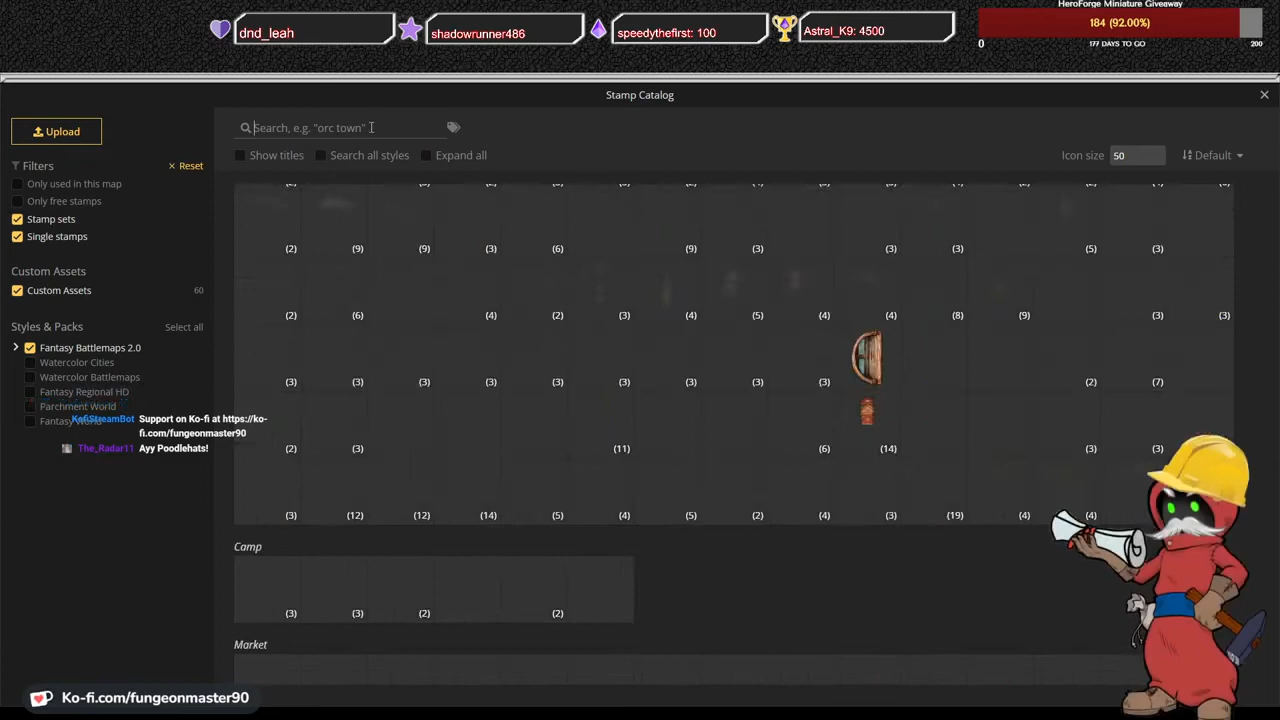 HeroForge Miniature Giveaway
184 (92.00%)
0
177 DAYS TO GO
200
dnd_leah
shadowrunner486
speedythefirst: 100
Astral_K9: 4500
Stamp Catalog
Upload
Search, e.g. "orc town"
Filters
Reset
Show titles
Search all styles
Expand all
Icon size
50
Default
Only used in this map
Only free stamps
Stamp sets
Single stamps
Custom Assets
Custom Assets
60
Styles & Packs
Select all
Fantasy Battlemaps 2.0
Watercolor Cities
Watercolor Battlemaps
Fantasy Regional HD
Parchment World
Fantasy World
KofiStreamBot Support on Ko-fi at https://ko-
fi.com/fungeonmaster90
The_Radar11 Ayy Poodlehats!
(2) (9) (9) (3) (6) (9) (3) (3) (3) (5) (3)
(2) (6) (4) (2) (3) (4) (5) (4) (4) (8) (9) (3) (3)
(3) (3) (3) (3) (3) (3) (3) (3) (3) (2) (7)
(2) (3) (11) (6) (14) (3) (3)
(3) (12) (12) (14) (5) (4) (5) (2) (4) (3) (19) (4) (4)
Camp
(3) (3) (2) (2)
Market
Ko-fi.com/fungeonmaster90